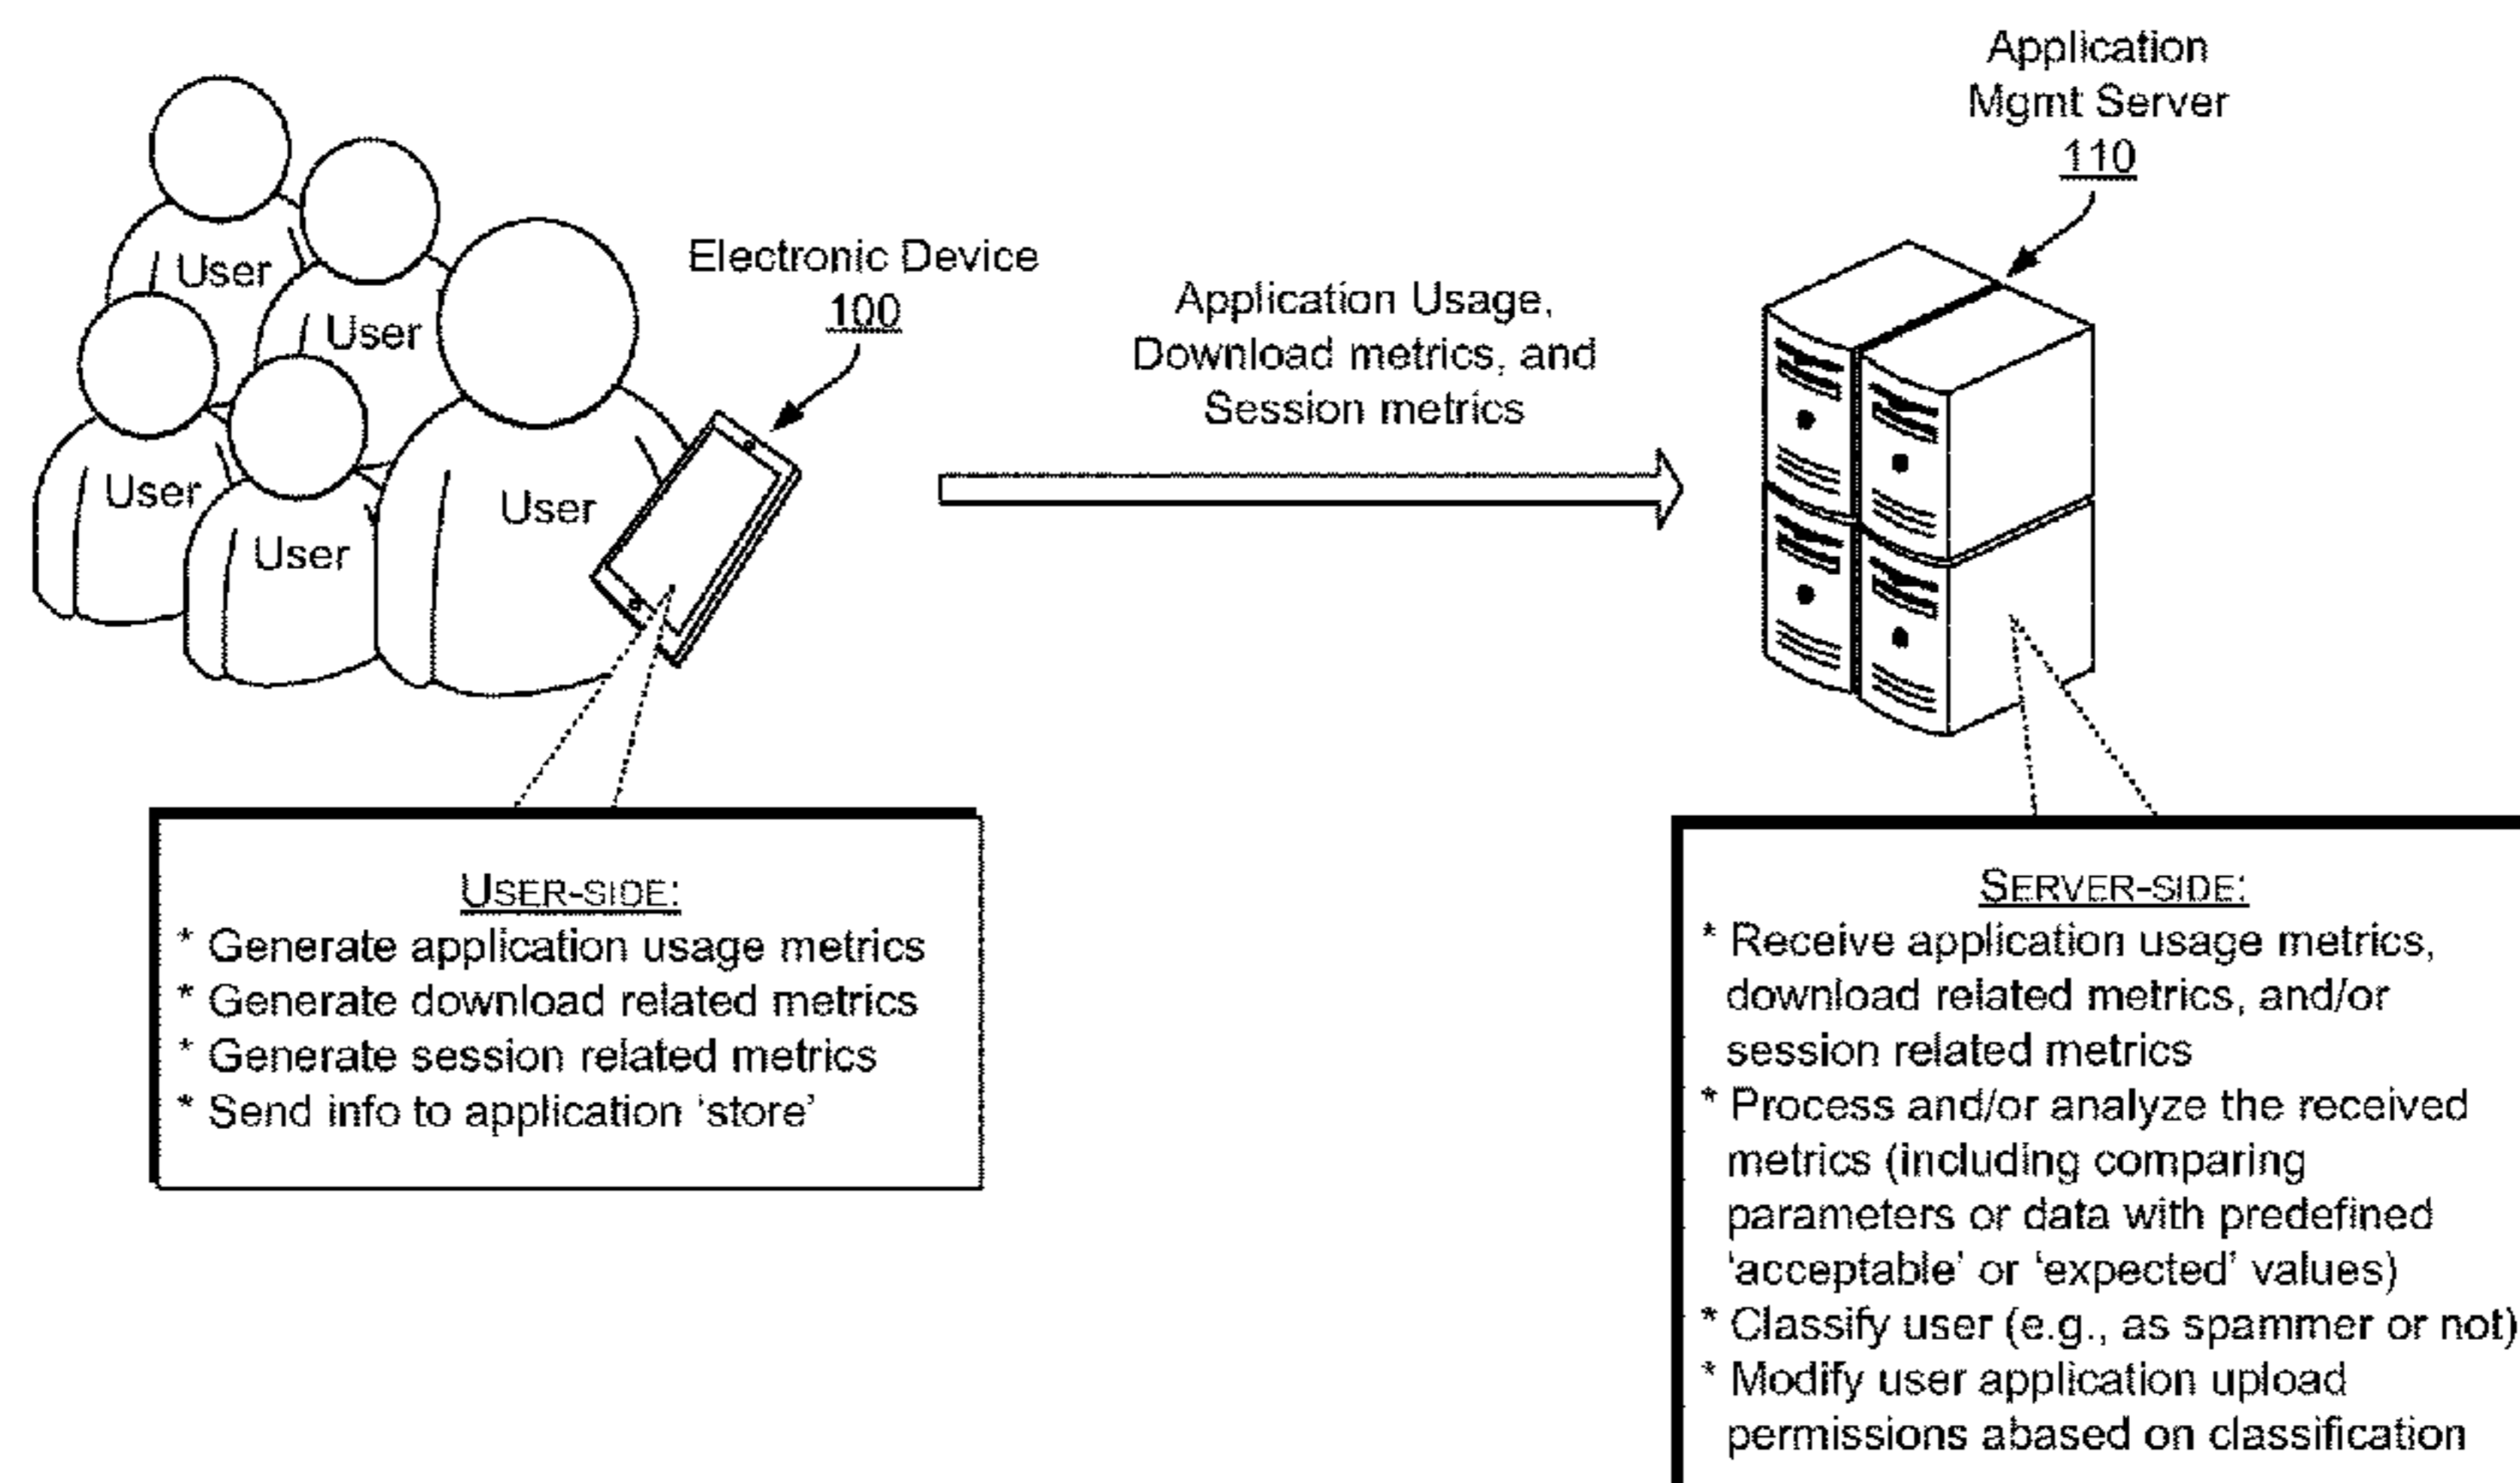 Application
Mgmt Server
110
User
User
User
User
User
Electronic Device
100
Application Usage,
Download metrics, and
Session metrics
USER-SIDE:
* Generate application usage metrics
* Generate download related metrics
* Generate session related metrics
* Send info to application ‘store’
SERVER-SIDE:
* Receive application usage metrics,
download related metrics, and/or
session related metrics
* Process and/or analyze the received
metrics (including comparing
parameters or data with predefined
‘acceptable’ or ‘expected’ values)
* Classify user (e.g., as spammer or not)
* Modify user application upload
permissions abased on classification